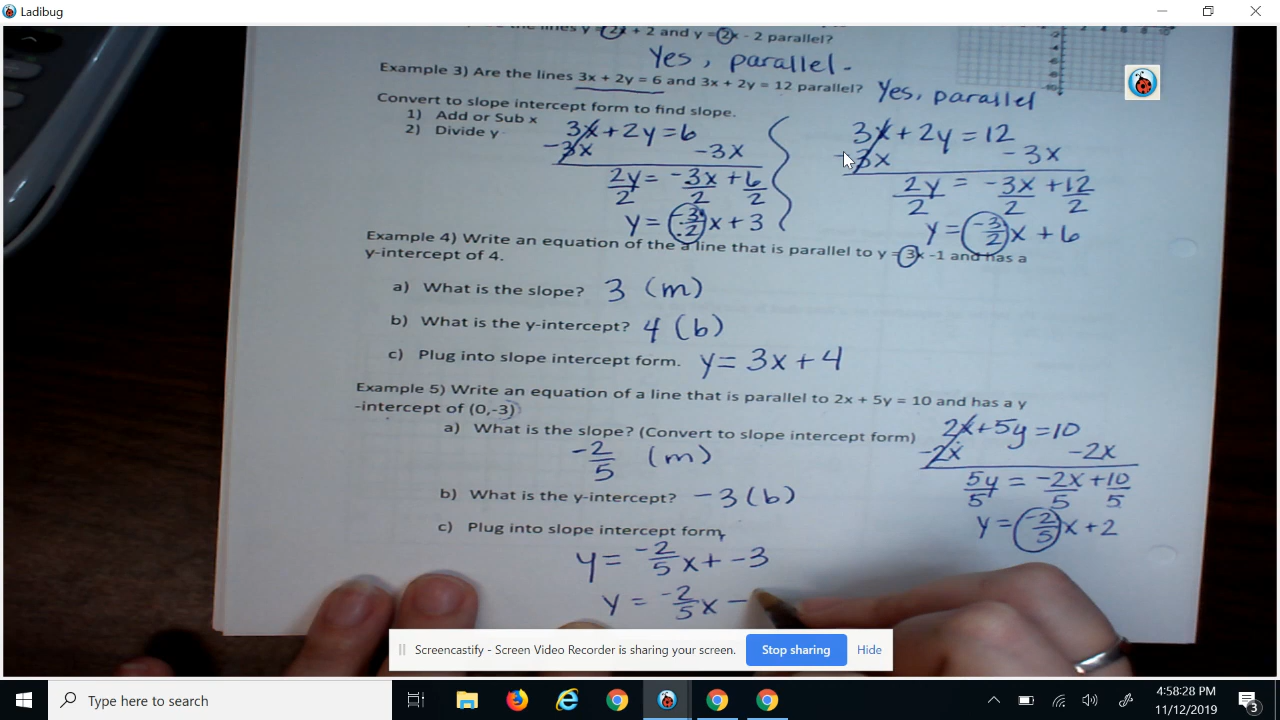 Ladibug
the lines y = 2x + 2 and y = 2x - 2 parallel?
Yes, parallel.
Example 3) Are the lines 3x + 2y = 6 and 3x + 2y = 12 parallel? Yes, parallel
Convert to slope intercept form to find slope.
1) Add or Sub x
2) Divide y
3x + 2y = 6
-3x -3x
2y/2 = -3x/2 + 6/2
y = -3/2 x + 3
3x + 2y = 12
-3x -3x
2y/2 = -3x/2 + 12/2
y = -3/2 x + 6
Example 4) Write an equation of the a line that is parallel to y = 3x -1 and has a
y-intercept of 4.
a) What is the slope? 3 (m)
b) What is the y-intercept? 4 (b)
c) Plug into slope intercept form. y = 3x + 4
Example 5) Write an equation of a line that is parallel to 2x + 5y = 10 and has a y
-intercept of (0,-3)
a) What is the slope? (Convert to slope intercept form)
-2/5 (m)
2x + 5y = 10
-2x -2x
5y/5 = -2x/5 + 10/5
y = -2/5 x + 2
b) What is the y-intercept? -3 (b)
c) Plug into slope intercept form.
y = -2/5 x + -3
y = -2/5 x -
Screencastify - Screen Video Recorder is sharing your screen. Stop sharing Hide
Type here to search
4:58:28 PM
11/12/2019
3